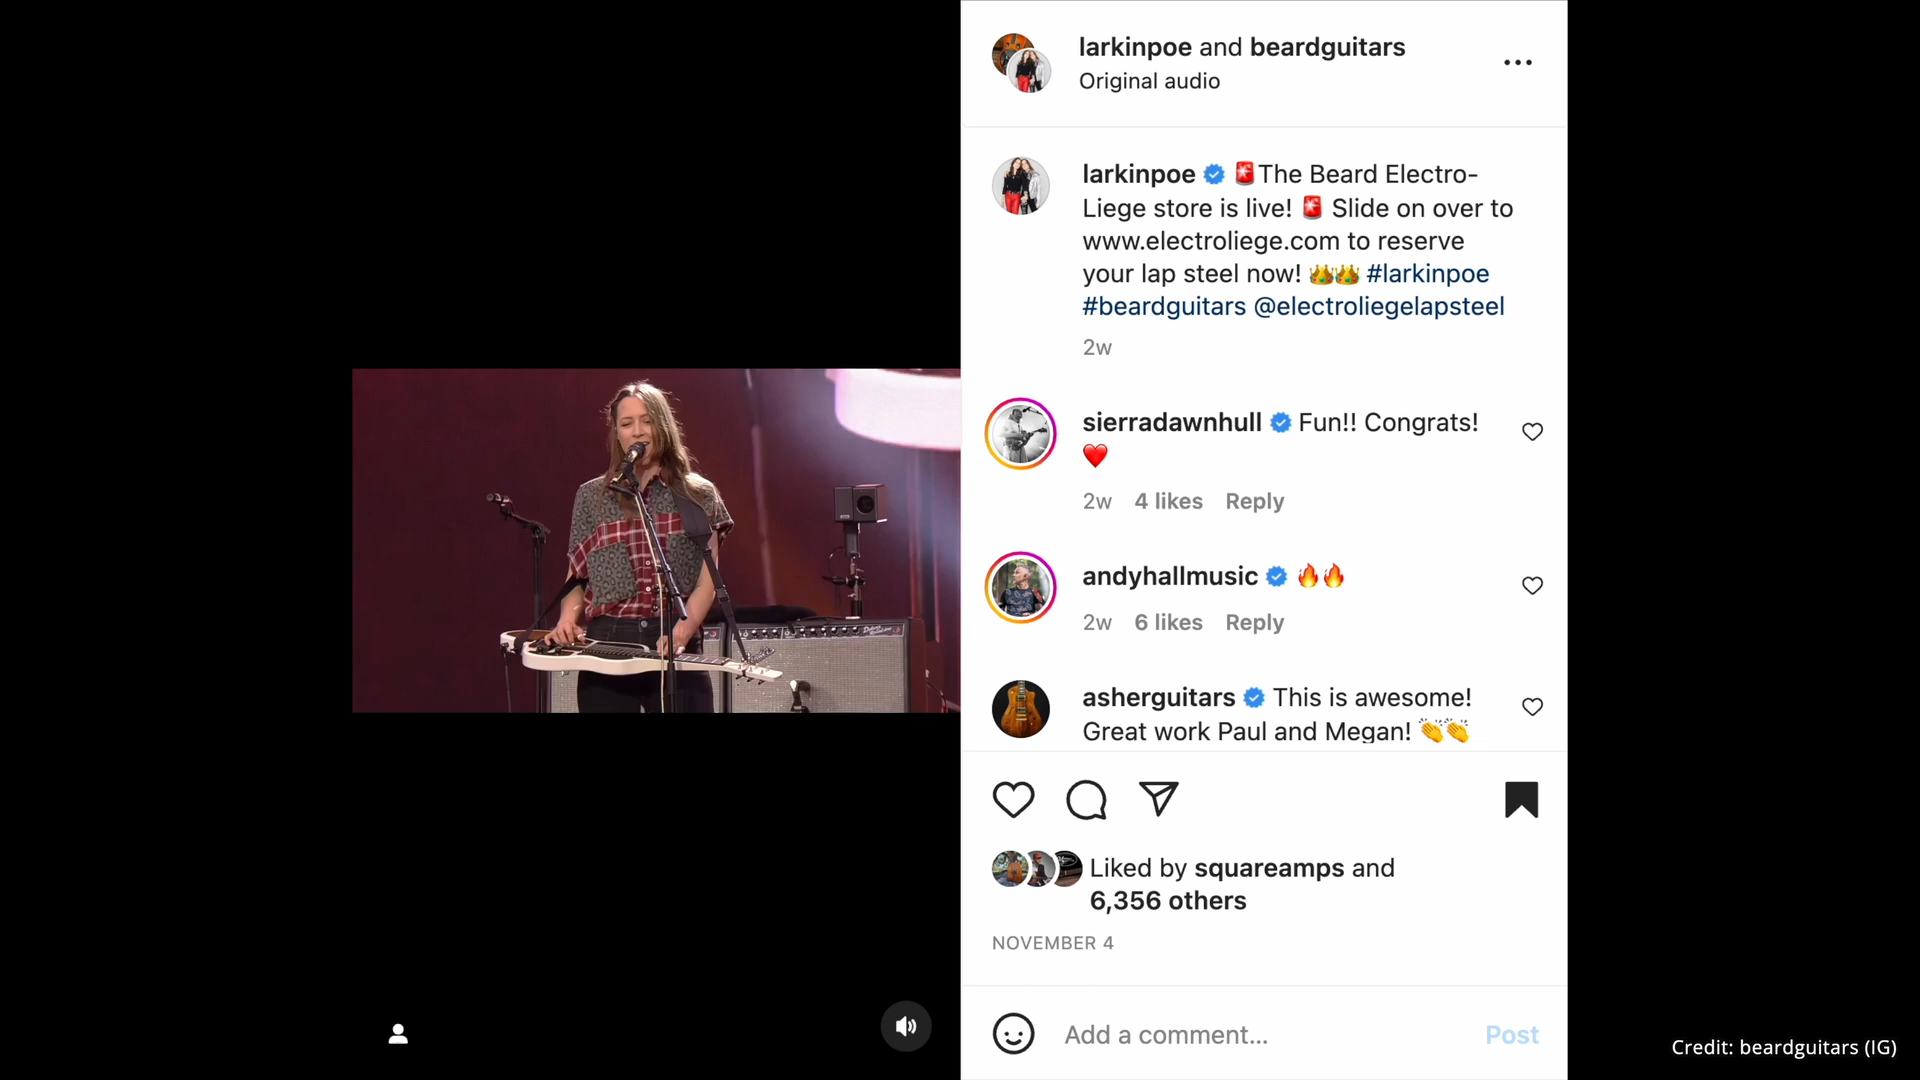 larkinpoe and beardguitars
Original audio
larkinpoe 🚨The Beard Electro-
Liege store is live! 🚨 Slide on over to
www.electroliege.com to reserve
your lap steel now! 👑👑 #larkinpoe
#beardguitars @electroliegelapsteel
2w
sierradawnhull Fun!! Congrats!
❤️
2w 4 likes Reply
andyhallmusic 🔥🔥
2w 6 likes Reply
asherguitars This is awesome!
Great work Paul and Megan! 👏👏
Liked by squareamps and
6,356 others
NOVEMBER 4
Add a comment... Post
Credit: beardguitars (IG)